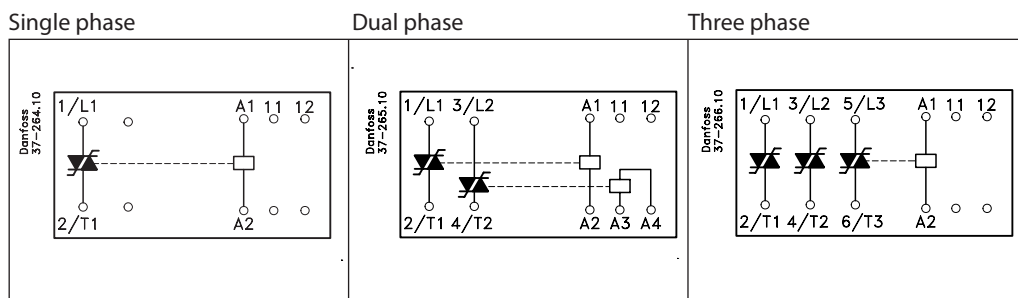 Single phase
Dual phase
Three phase
Danfoss
37-264.10
1/L1
A1 11 12
2/T1
A2
Danfoss
37-265.10
1/L1 3/L2
A1 11 12
2/T1 4/T2
A2 A3 A4
Danfoss
37-266.10
1/L1 3/L2 5/L3
A1 11 12
2/T1 4/T2 6/T3
A2